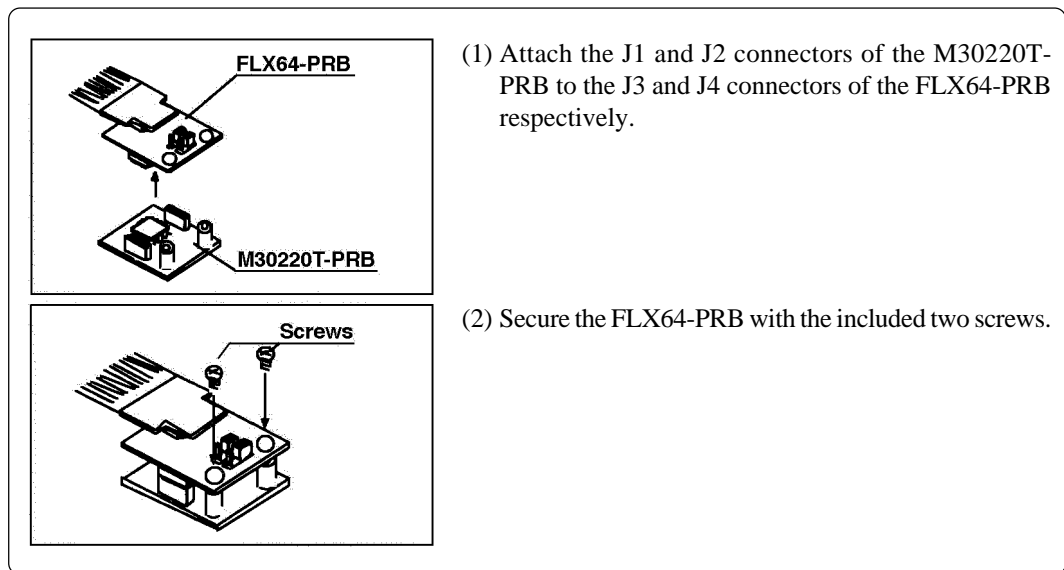 FLX64-PRB
M30220T-PRB
(1) Attach the J1 and J2 connectors of the M30220T-
PRB to the J3 and J4 connectors of the FLX64-PRB
respectively.
Screws
(2) Secure the FLX64-PRB with the included two screws.